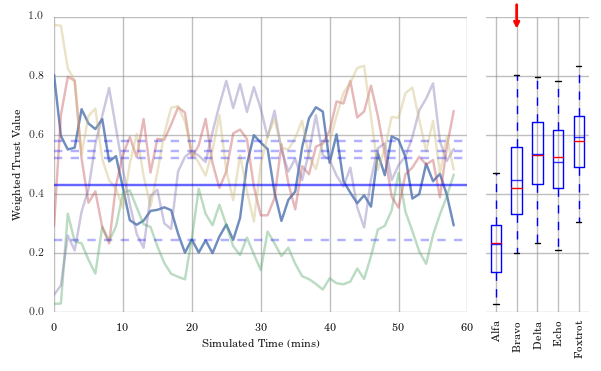 1.0
0.8
0.6
0.4
0.2
0.0
Weighted Trust Value
0 10 20 30 40 50 60
Simulated Time (mins)
Alfa
Bravo
Delta
Echo
Foxtrot